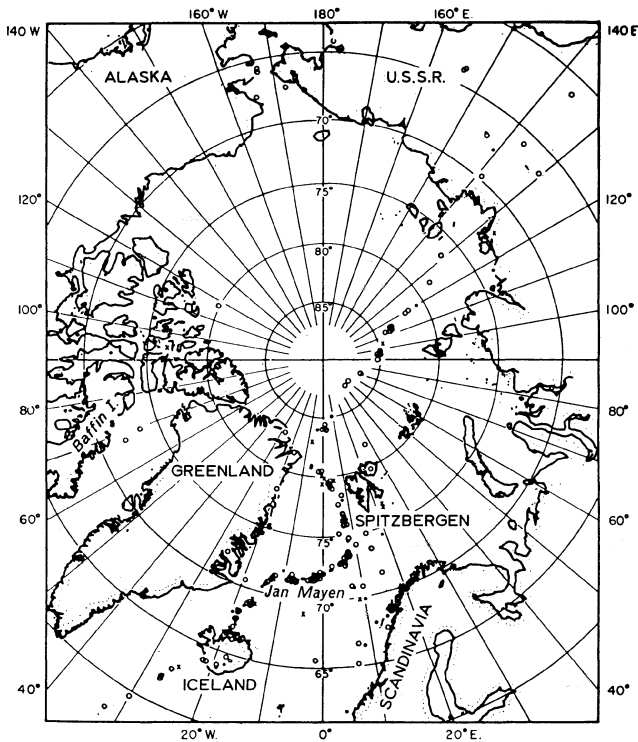 160° W 180° 160° E.
140 W 140 E
ALASKA U.S.S.R.
70°
75°
120° 120°
80°
85°
100° 100°
80° 80°
Baffin I.
GREENLAND
60° SPITZBERGEN 60°
75°
Jan Mayen
70°
SCANDINAVIA
65°
ICELAND
40° 40°
20° W. 0° 20° E.